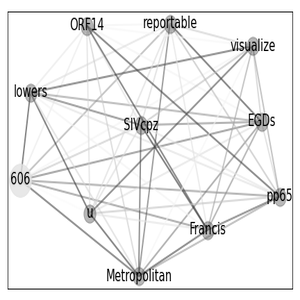 ORF14
reportable
visualize
lowers
SIVcpz
EGDs
606
pp65
u
Francis
Metropolitan